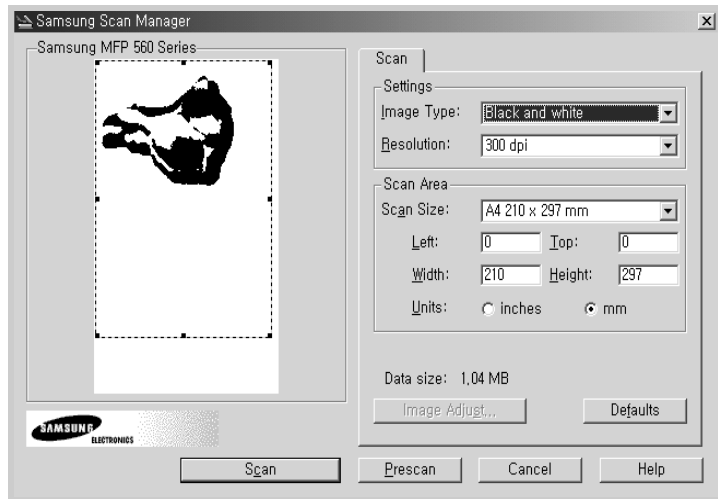 Samsung Scan Manager
Samsung MFP 560 Series
Scan
Settings
Image Type: Black and white
Resolution: 300 dpi
Scan Area
Scan Size: A4 210 x 297 mm
Left: 0 Top: 0
Width: 210 Height: 297
Units: inches mm
Data size: 1,04 MB
Image Adjust,,, Defaults
SAMSUNG
ELECTRONICS
Scan Prescan Cancel Help